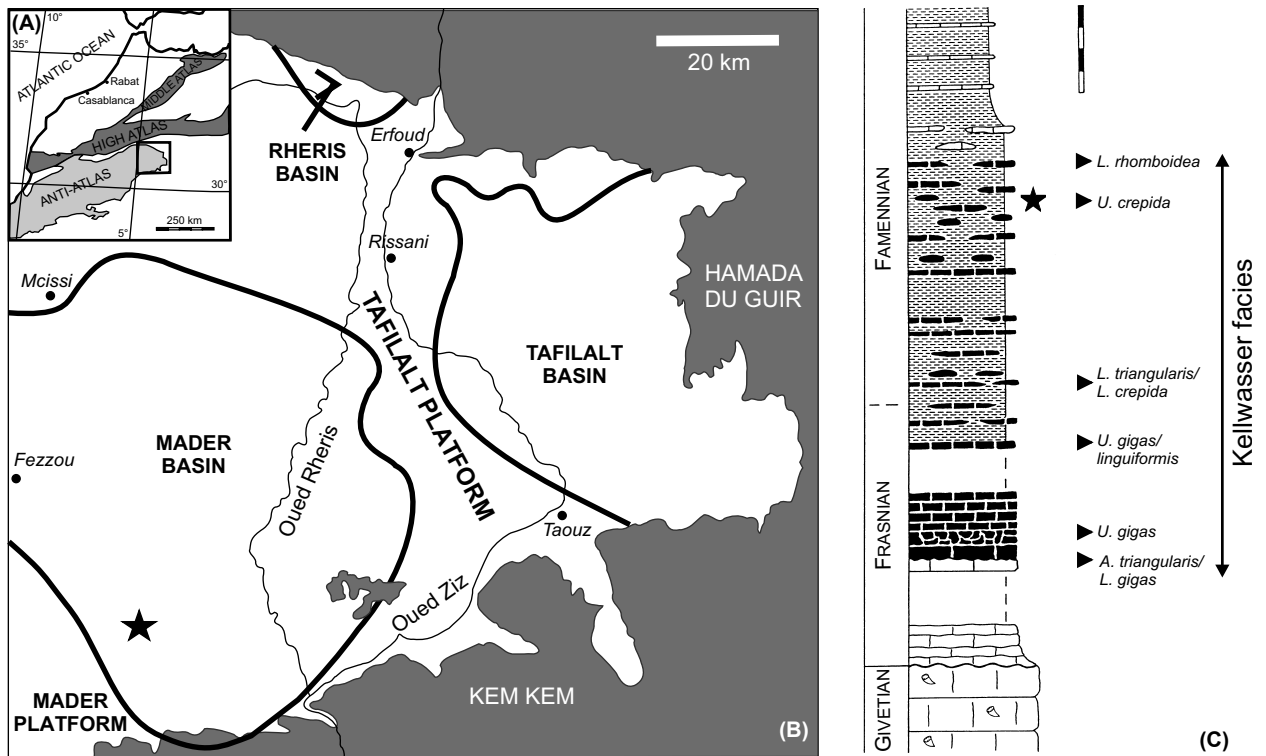 (A)
10°
35°
ATLANTIC OCEAN
Rabat
Casablanca
MIDDLE ATLAS
HIGH ATLAS
ANTI-ATLAS
30°
5°
250 km
20 km
RHERIS
BASIN
Erfoud
Rissani
Mcissi
HAMADA
DU GUIR
TAFILALT PLATFORM
TAFILALT
BASIN
MADER
BASIN
Fezzou
Oued Rheris
Taouz
Oued Ziz
MADER
PLATFORM
KEM KEM
(B)
FAMENNIAN
FRASNIAN
GIVETIAN
L. rhomboidea
U. crepida
L. triangularis/
L. crepida
U. gigas/
linguiformis
U. gigas
A. triangularis/
L. gigas
Kellwasser facies
(C)